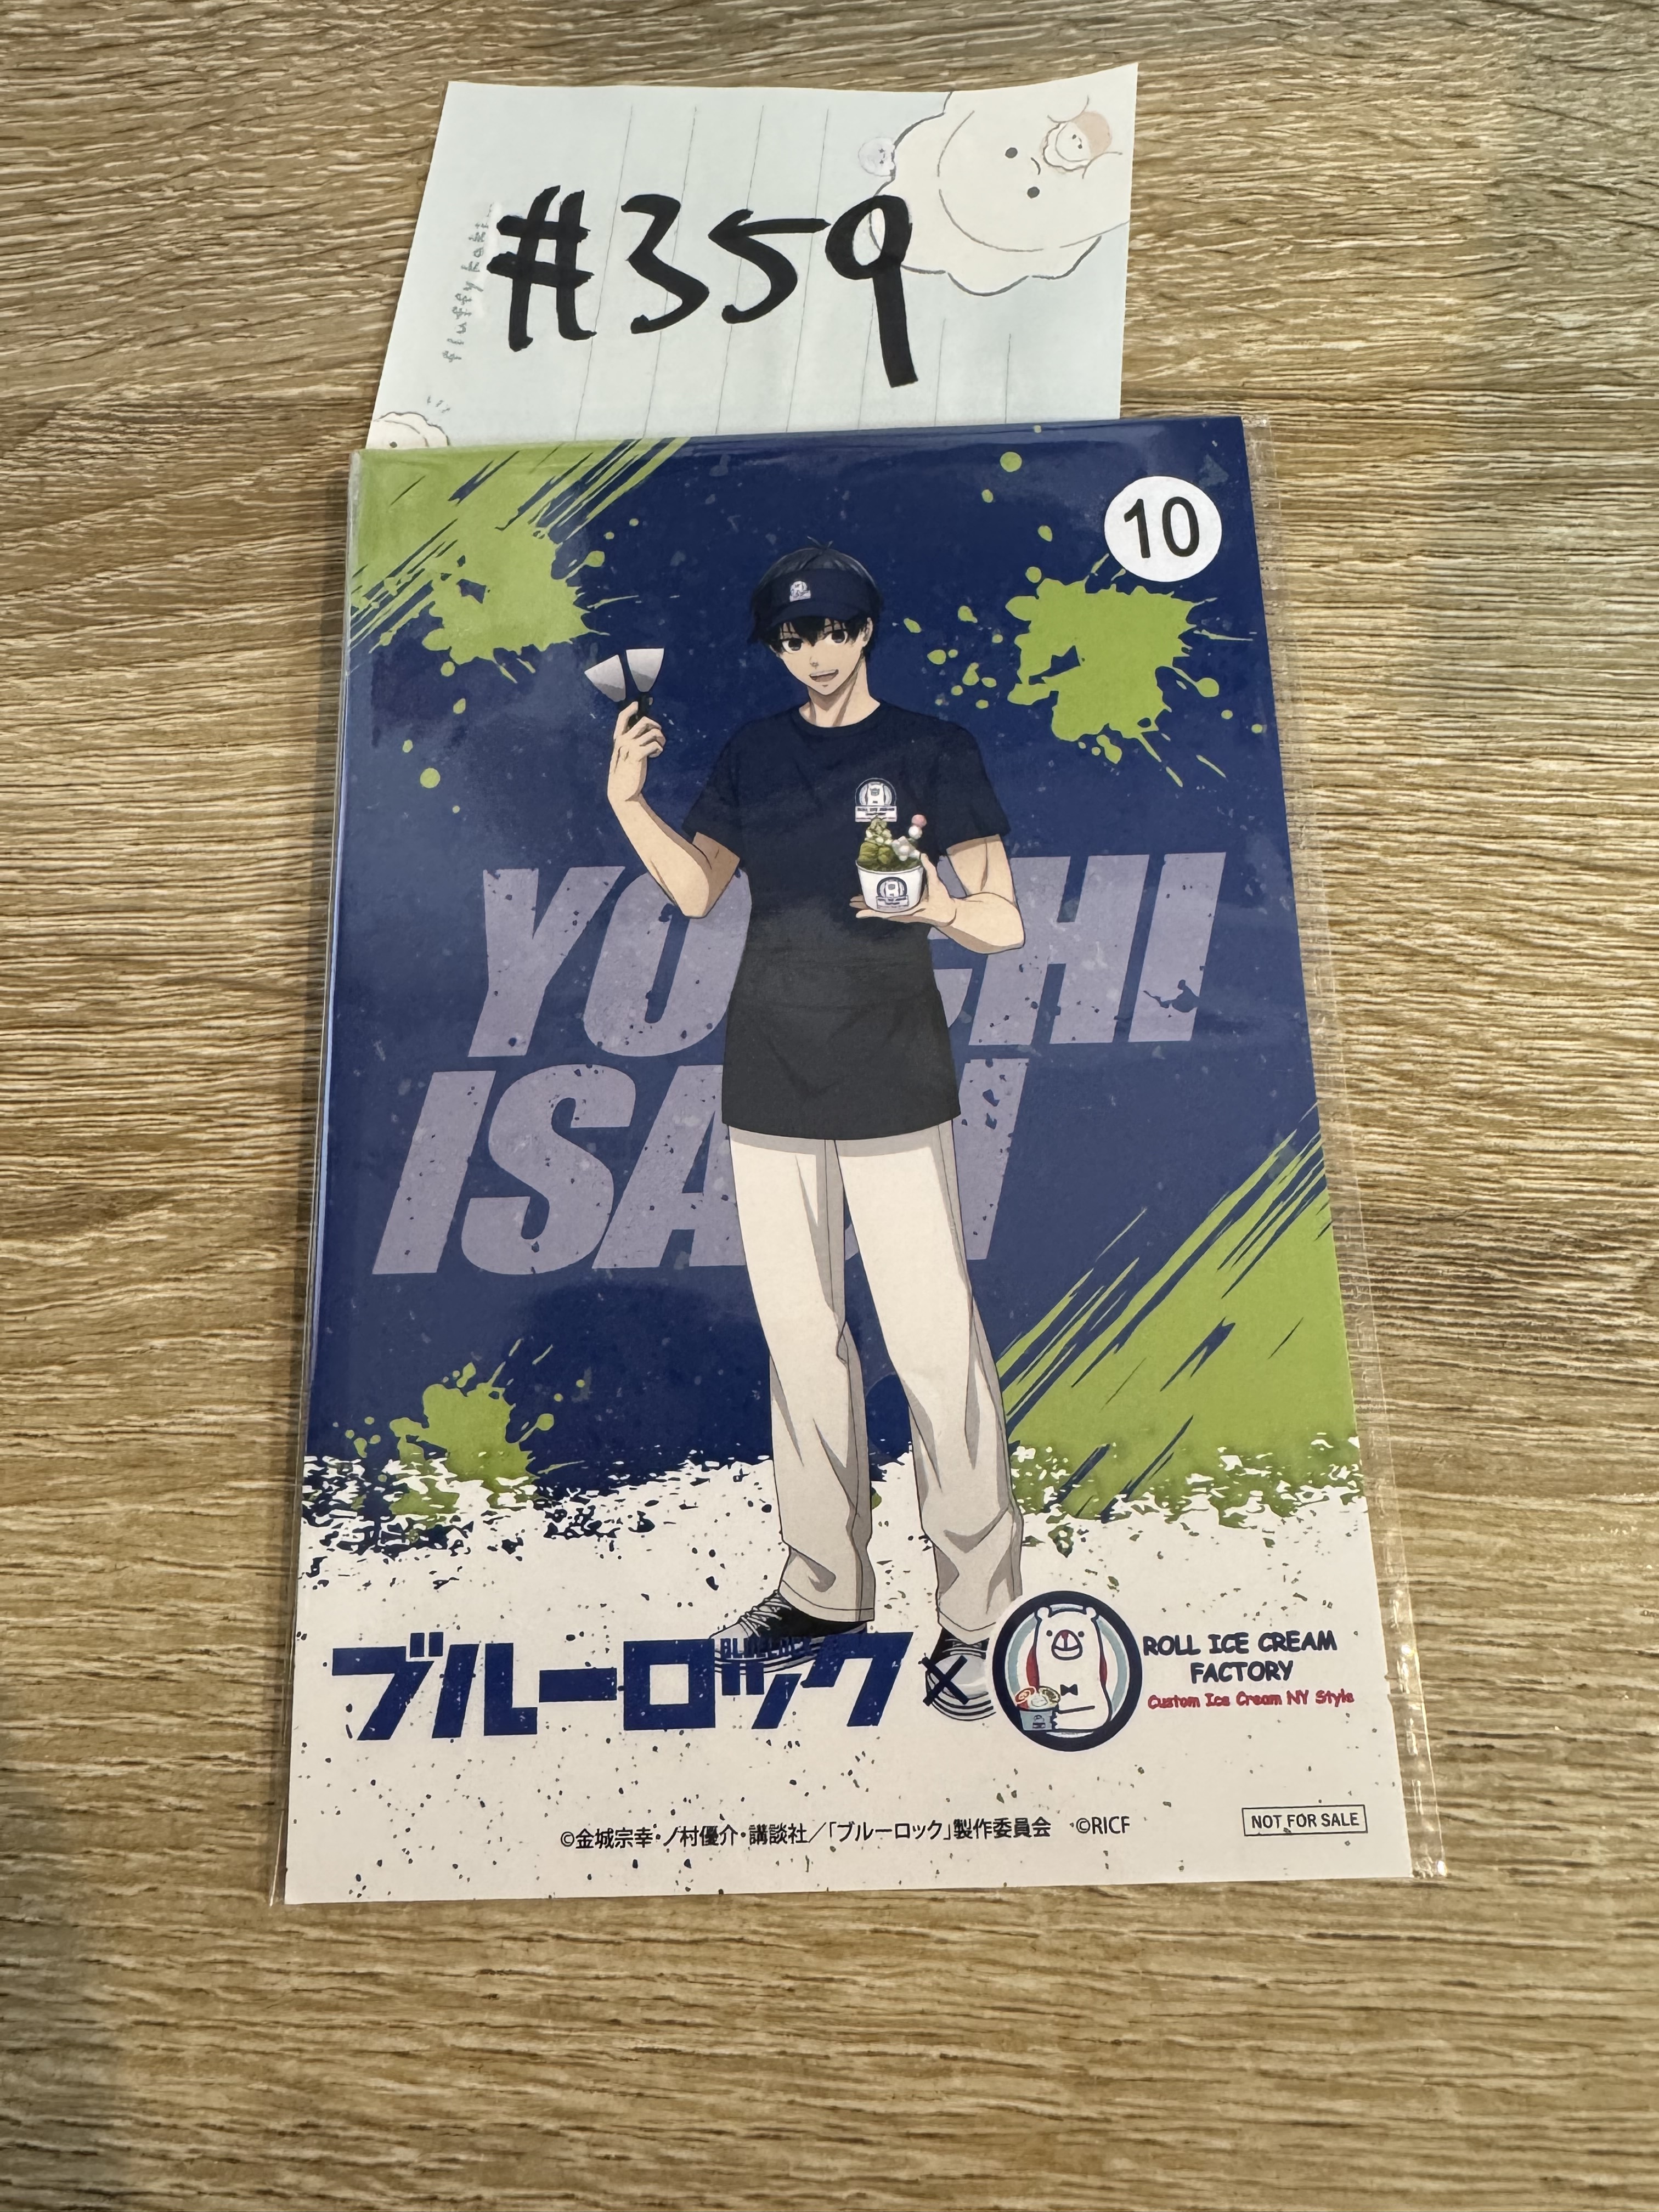 #359
fluffy kaki
10
YOICHI
ISAGI
ブルーロック
BLUELOCK
×
ROLL ICE CREAM
FACTORY
Custom Ice Cream NY Style
©金城宗幸・ノ村優介・講談社／「ブルーロック」製作委員会 ©RICF
NOT FOR SALE